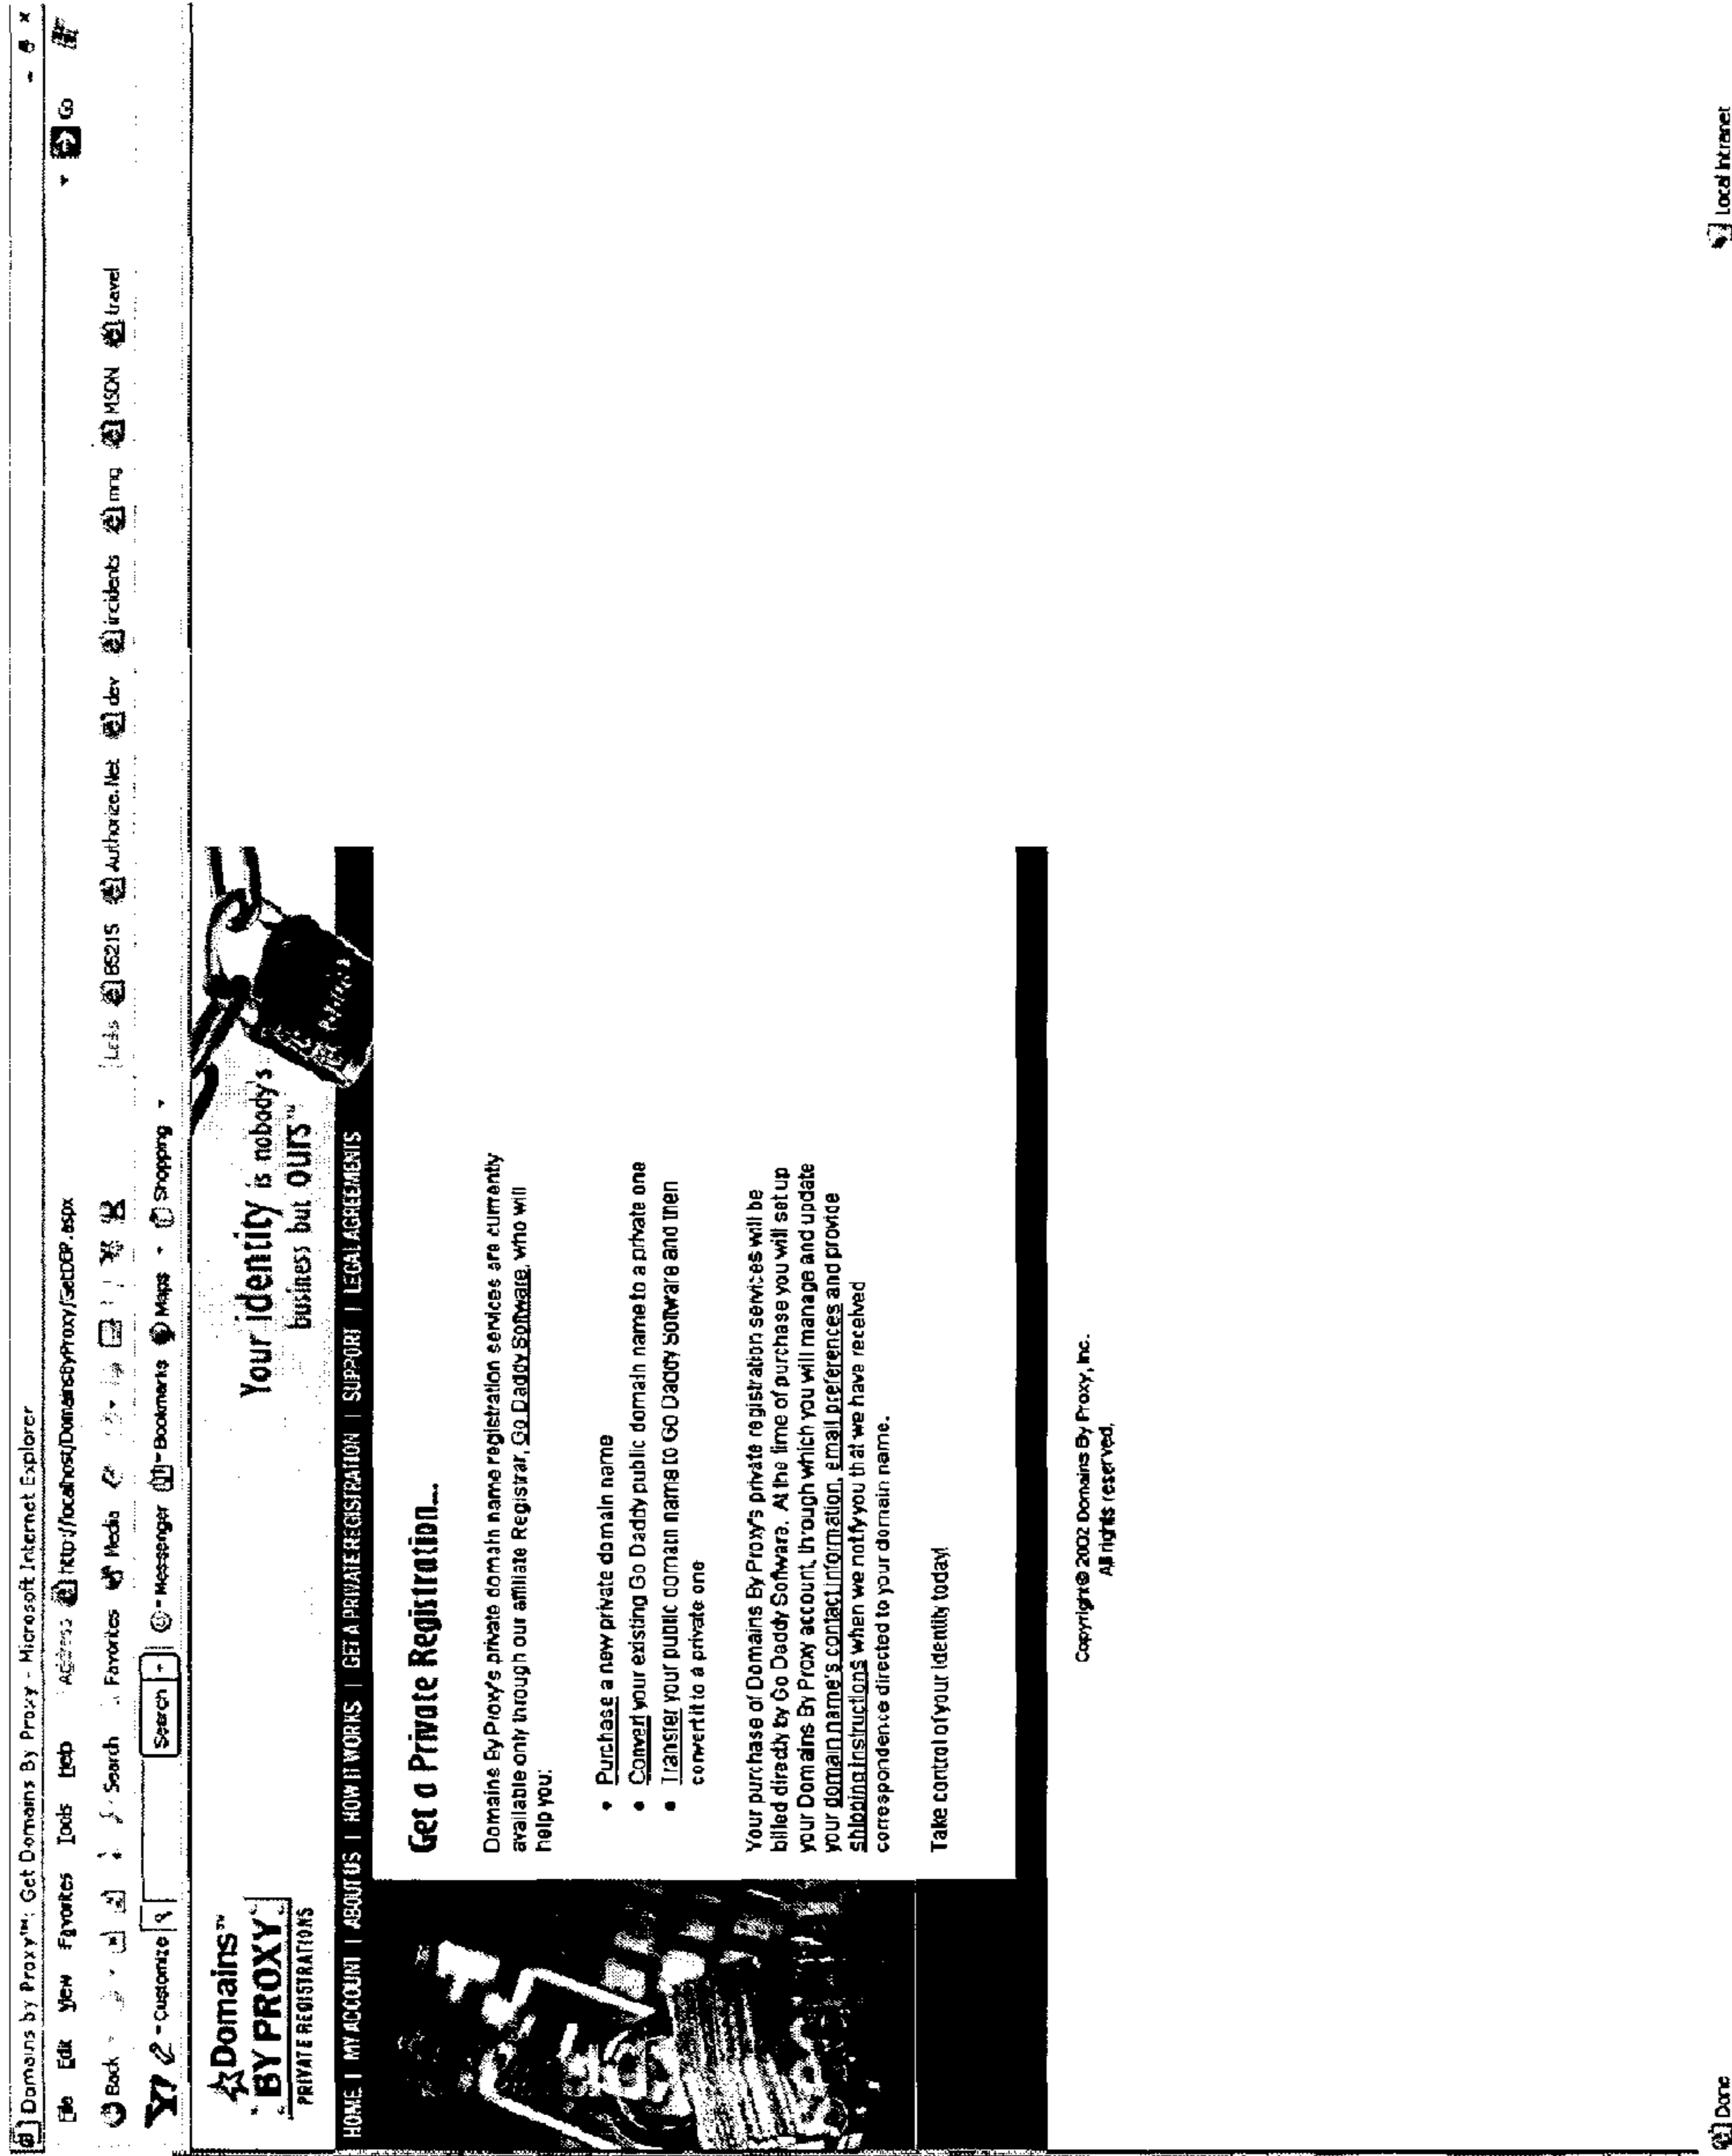 Domains by Proxy™: Get Domains By Proxy - Microsoft Internet Explorer
File Edit View Favorites Tools Help Address http://localhost/DomainsByProxy/GetDBP.aspx Go
Back Search Favorites Media Links BS215 Authorize.Net dev incidents mrq MSDN travel
Y! Customize Search Messenger Bookmarks Maps Shopping
Domains℠
BY PROXY
PRIVATE REGISTRATIONS
Your identity is nobody's
business but OURS™
HOME | MY ACCOUNT | ABOUT US | HOW IT WORKS | GET A PRIVATE REGISTRATION | SUPPORT | LEGAL AGREEMENTS
Get a Private Registration...
Domains By Proxy's private domain name registration services are currently
available only through our affiliate Registrar, Go Daddy Software, who will
help you:
• Purchase a new private domain name
• Convert your existing Go Daddy public domain name to a private one
• Transfer your public domain name to Go Daddy Software and then
convert it to a private one
Your purchase of Domains By Proxy's private registration services will be
billed directly by Go Daddy Software. At the time of purchase you will set up
your Domains By Proxy account, through which you will manage and update
your domain name's contact information, email preferences and provide
shipping instructions when we notify you that we have received
correspondence directed to your domain name.
Take control of your identity today!
Copyright © 2002 Domains By Proxy, Inc.
All rights reserved.
Done Local intranet